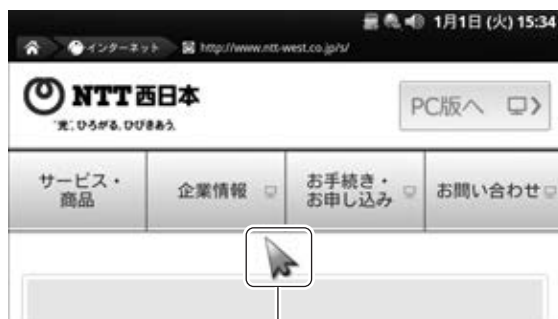 1月1日 (火) 15:34
インターネット http://www.ntt-west.co.jp/s/
NTT西日本
PC版へ
"光"、ひろがる、ひびきあう。
サービス・
商品
企業情報
お手続き・
お申し込み
お問い合わせ